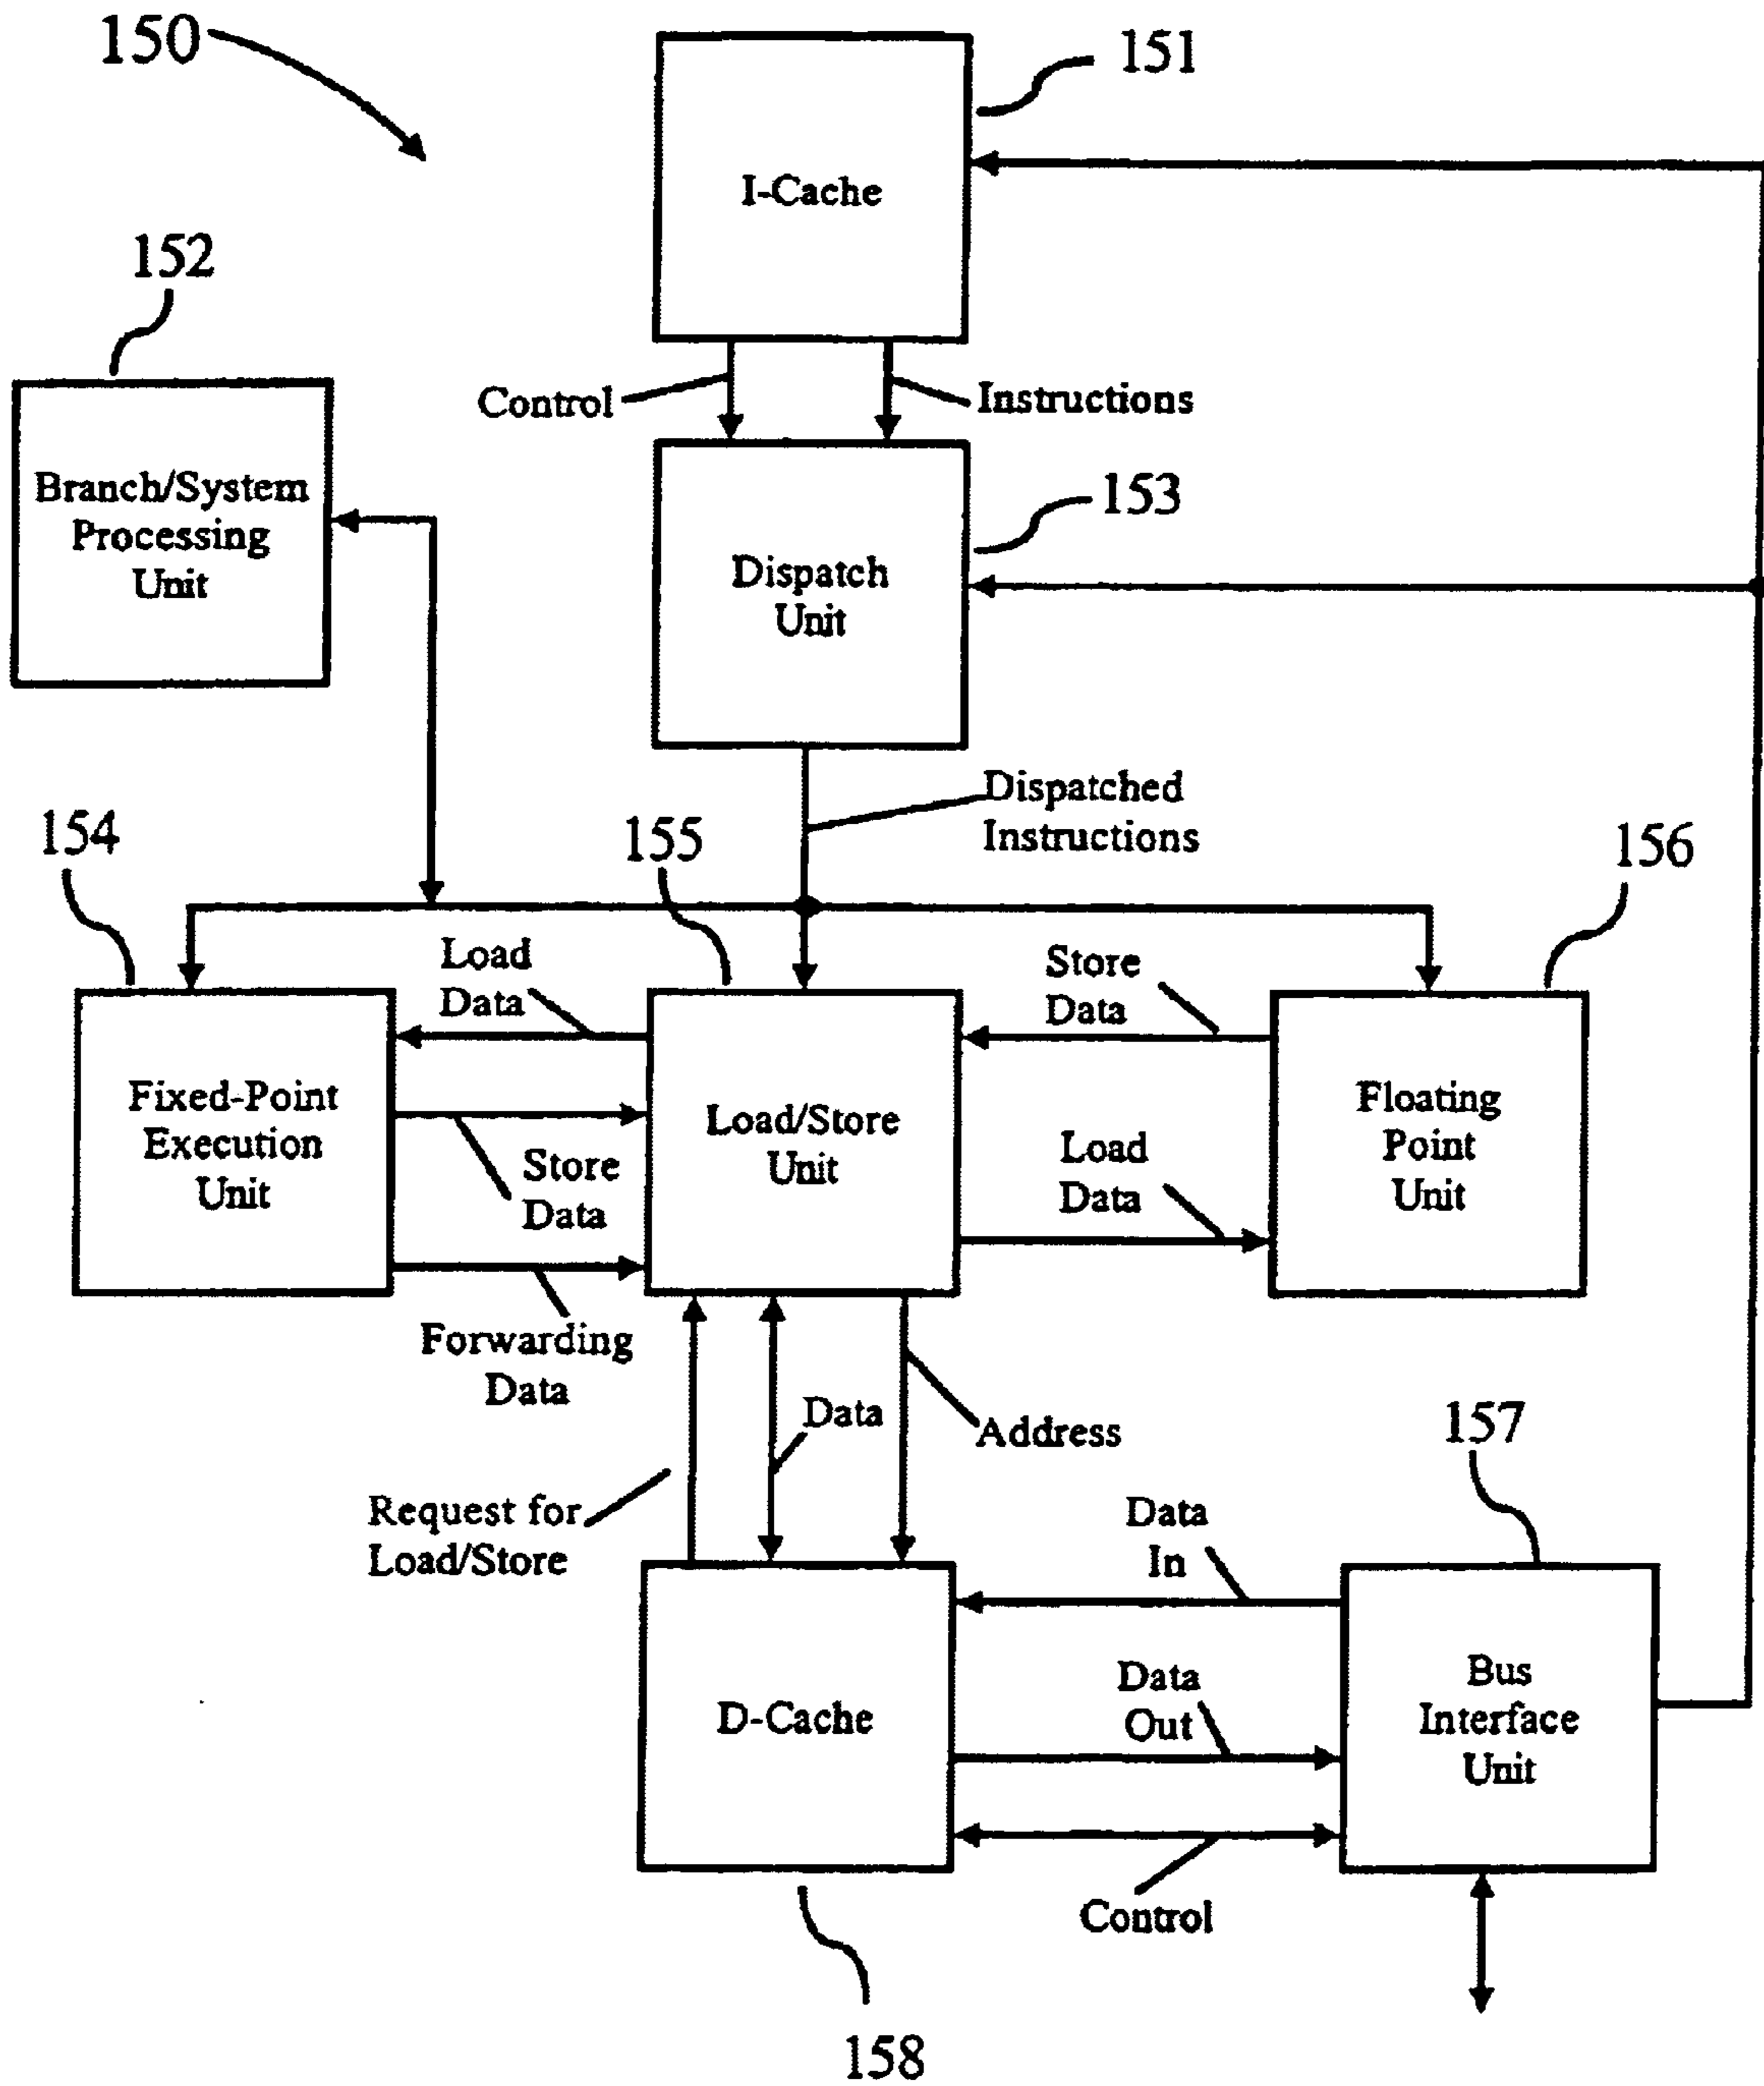 150
151
I-Cache
152
Control
Instructions
Branch/System
Processing
Unit
153
Dispatch
Unit
Dispatched
Instructions
154
155
156
Load
Data
Store
Data
Fixed-Point
Execution
Unit
Load/Store
Unit
Floating
Point
Unit
Store
Data
Load
Data
Forwarding
Data
Data
Address
157
Request for
Load/Store
Data
In
D-Cache
Data
Out
Bus
Interface
Unit
Control
158